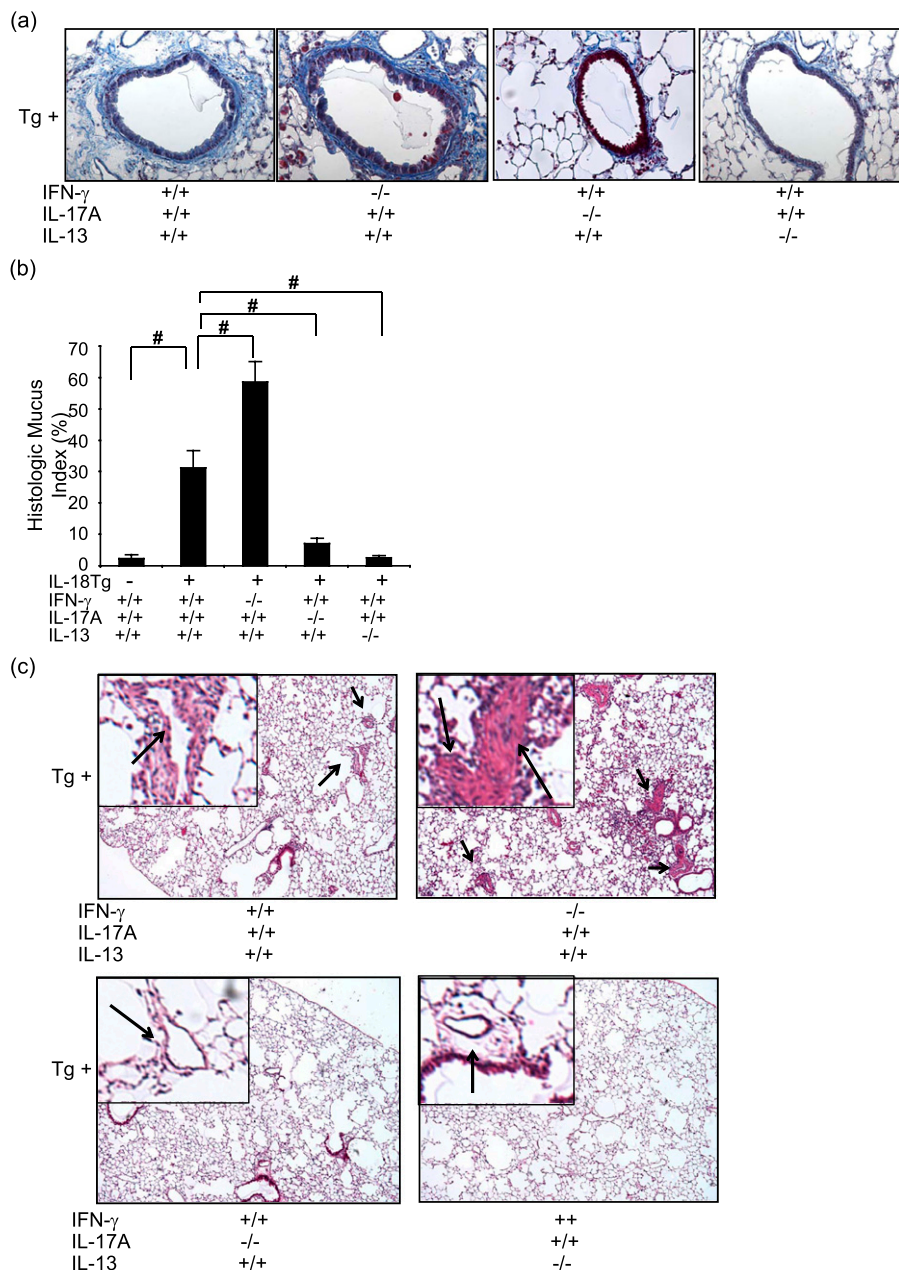 (a)
Tg +
IFN-γ +/+ -/- +/+ +/+
IL-17A +/+ +/+ -/- +/+
IL-13 +/+ +/+ +/+ -/-
(b)
#
#
#
#
Histologic Mucus
Index (%)
70
60
50
40
30
20
10
0
IL-18Tg - + + + +
IFN-γ +/+ +/+ -/- +/+ +/+
IL-17A +/+ +/+ +/+ -/- +/+
IL-13 +/+ +/+ +/+ +/+ -/-
(c)
Tg +
IFN-γ +/+ -/-
IL-17A +/+ +/+
IL-13 +/+ +/+
Tg +
IFN-γ +/+ ++
IL-17A -/- +/+
IL-13 +/+ -/-